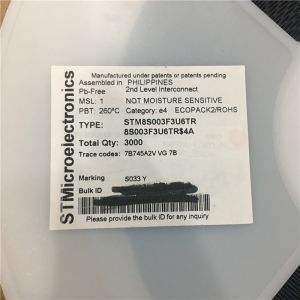 STMicroelectronics
Manufactured under patents or patents pending
Assembled in PHILIPPINES
Pb-Free 2nd Level Interconnect
MSL: 1 NOT MOISTURE SENSITIVE
PBT: 260°C Category: e4 ECOPACK2/ROHS
TYPE: STM8S003F3U6TR
8S003F3U6TR$4A
Total Qty: 3000
Trace codes: 7B745A2V VG 7B
Marking S033 Y
Bulk ID
Please provide the bulk ID for any inquiry